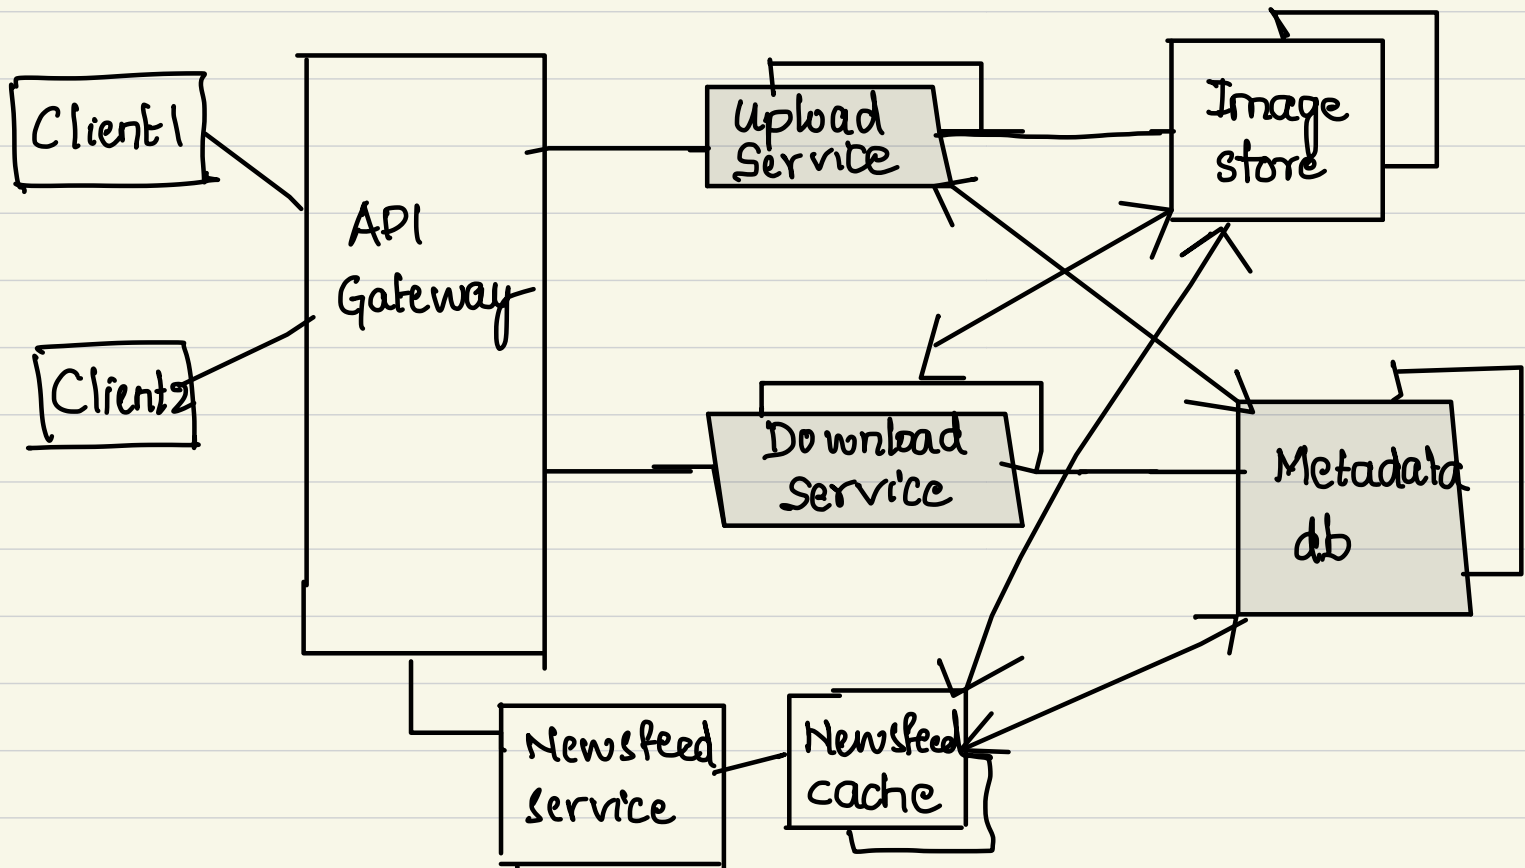 Client1
Client2
API
Gateway
Upload
Service
Image
store
Download
Service
Metadata
db
Newsfeed
service
Newsfeed
cache